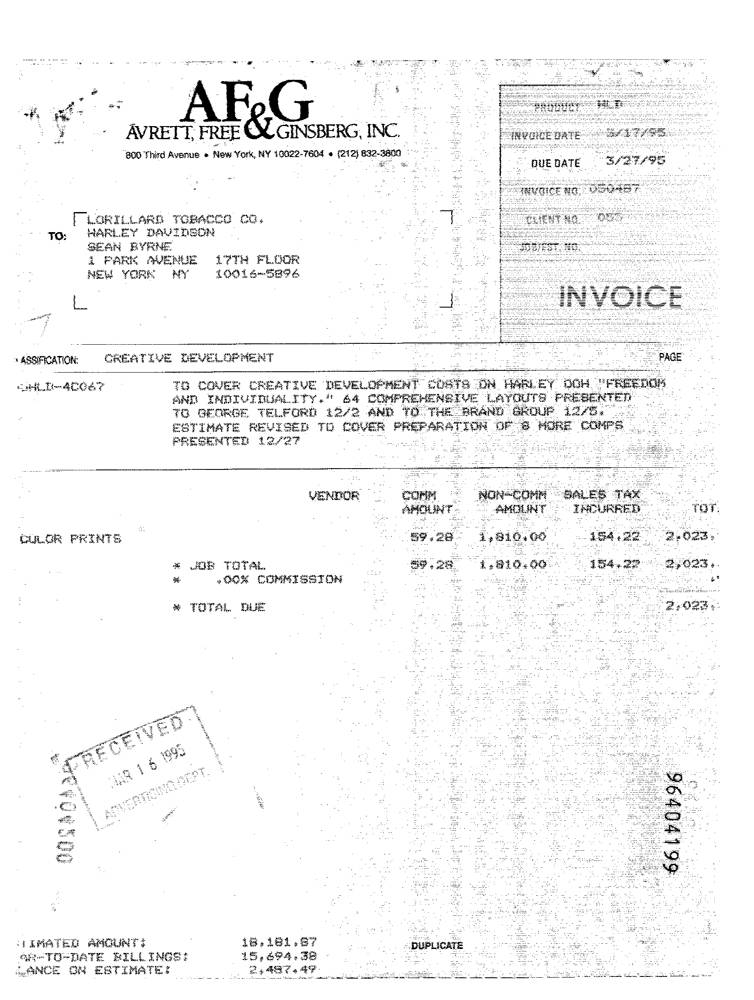 AF&G
AVRETT, FREE & GINSBERG, INC.
800 Third Avenue • New York, NY 10022-7604 • (212) 832-3800
PRODUCT HLD
INVOICE DATE 3/17/95
DUE DATE 3/27/95
INVOICE NO. 050487
CLIENT NO. 055
JOB/EST. NO.
INVOICE
TO: LORILLARD TOBACCO CO.
HARLEY DAVIDSON
SEAN BYRNE
1 PARK AVENUE 17TH FLOOR
NEW YORK NY 10016-5896
ASSIFICATION: CREATIVE DEVELOPMENT PAGE
HLD-4C067 TO COVER CREATIVE DEVELOPMENT COSTS ON HARLEY OOH "FREEDOM
AND INDIVIDUALITY." 64 COMPREHENSIVE LAYOUTS PRESENTED
TO GEORGE TELFORD 12/2 AND TO THE BRAND GROUP 12/5.
ESTIMATE REVISED TO COVER PREPARATION OF 8 MORE COMPS
PRESENTED 12/27
VENDOR COMM NON-COMM SALES TAX
AMOUNT AMOUNT INCURRED TOT
COLOR PRINTS 59.28 1,810.00 154.22 2,023.
* JOB TOTAL 59.28 1,810.00 154.22 2,023.
* .00% COMMISSION
* TOTAL DUE 2,023.
RECEIVED
MAR 16 1995
ADVERTISING DEPT.
96404199
TIMATED AMOUNT: 18,181.87
AR-TO-DATE BILLINGS: 15,694.38
LANCE ON ESTIMATE: 2,487.49
DUPLICATE